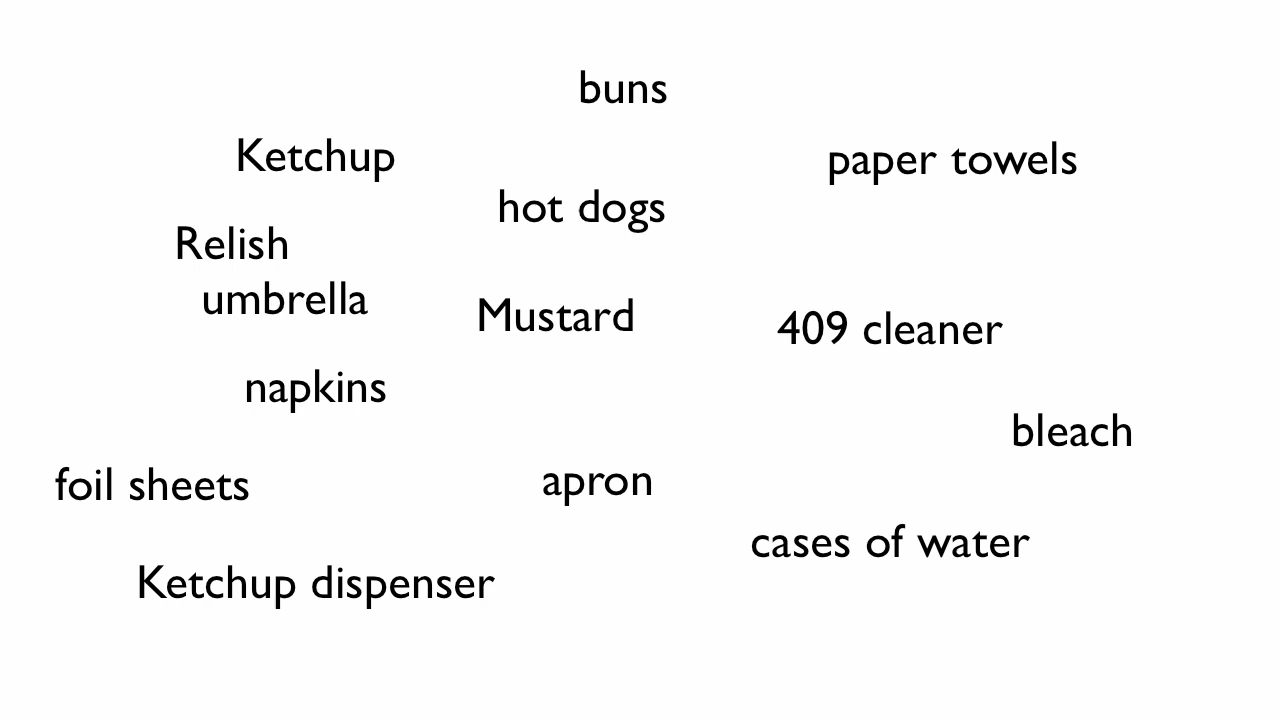 buns
Ketchup
paper towels
hot dogs
Relish
umbrella
Mustard
409 cleaner
napkins
bleach
foil sheets
apron
cases of water
Ketchup dispenser